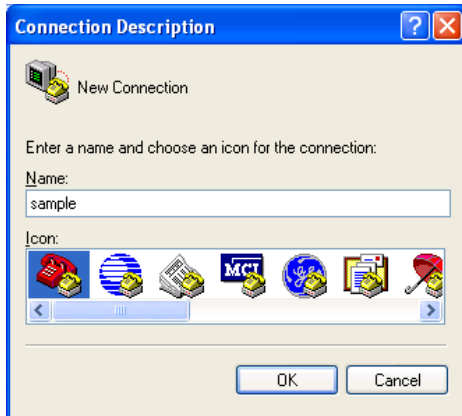 Connection Description
New Connection
Enter a name and choose an icon for the connection:
Name:
sample
Icon:
MCI
OK Cancel